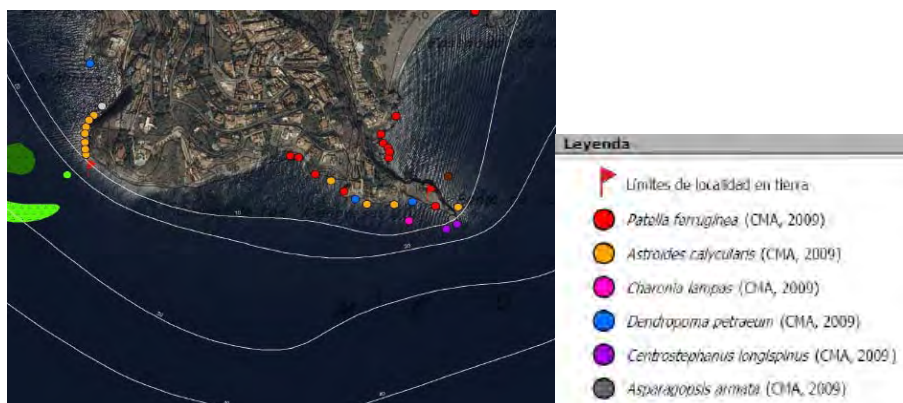 Leyenda
Límites de localidad en tierra
Patella ferruginea (CMA, 2009)
Astroides calycularis (CMA, 2009)
Charonia lampas (CMA, 2009)
Dendropoma petraeum (CMA, 2009)
Centrostephanus longispinus (CMA, 2009)
Asparagopsis armata (CMA, 2009)